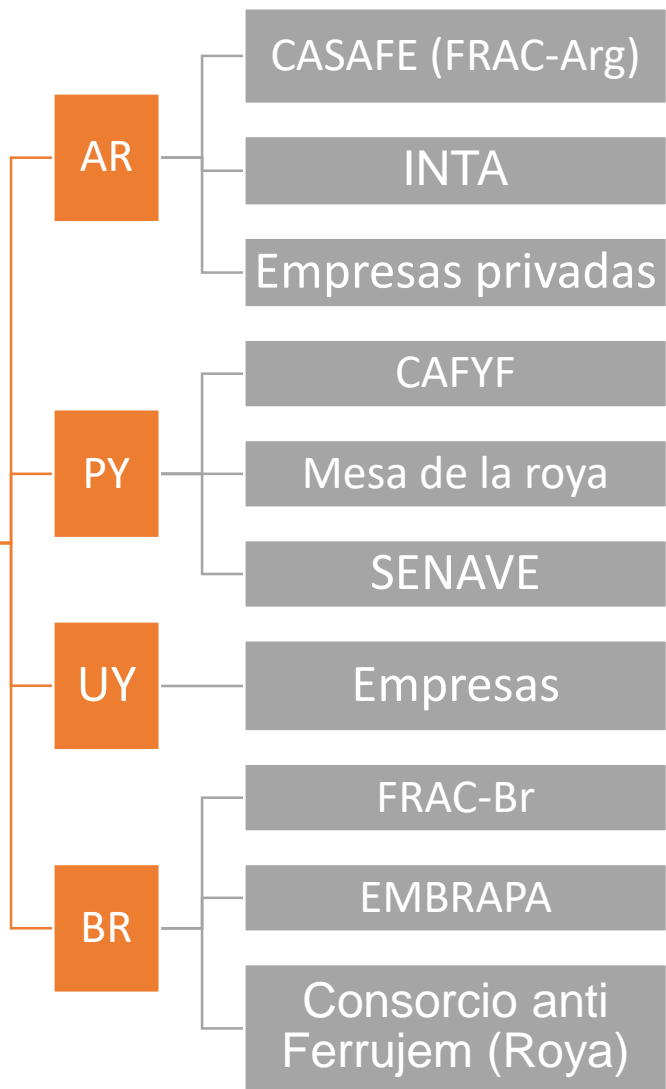 AR
CASAFE (FRAC-Arg)
INTA
Empresas privadas
PY
CAFYF
Mesa de la roya
SENAVE
UY
Empresas
BR
FRAC-Br
EMBRAPA
Consorcio anti
Ferrujem (Roya)